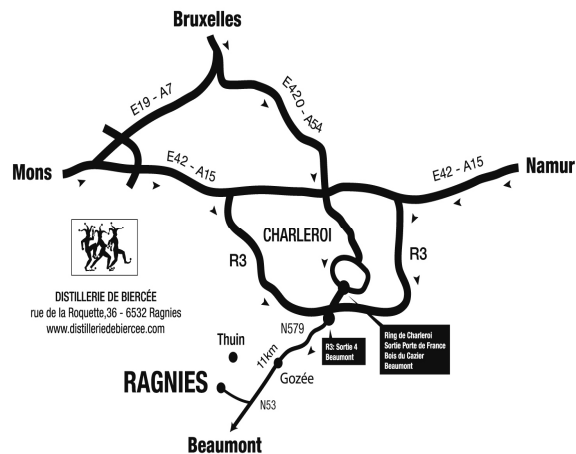 Bruxelles
E19 - A7
E420 - A54
Mons
E42 - A15
E42 - A15
Namur
CHARLEROI
R3
R3
DISTILLERIE DE BIERCÉE
rue de la Roquette,36 - 6532 Ragnies
www.distilleriedebiercee.com
N579
R3: Sortie 4
Beaumont
Ring de Charleroi
Sortie Porte de France
Bois du Cazier
Beaumont
Thuin
11km
Gozée
RAGNIES
N53
Beaumont